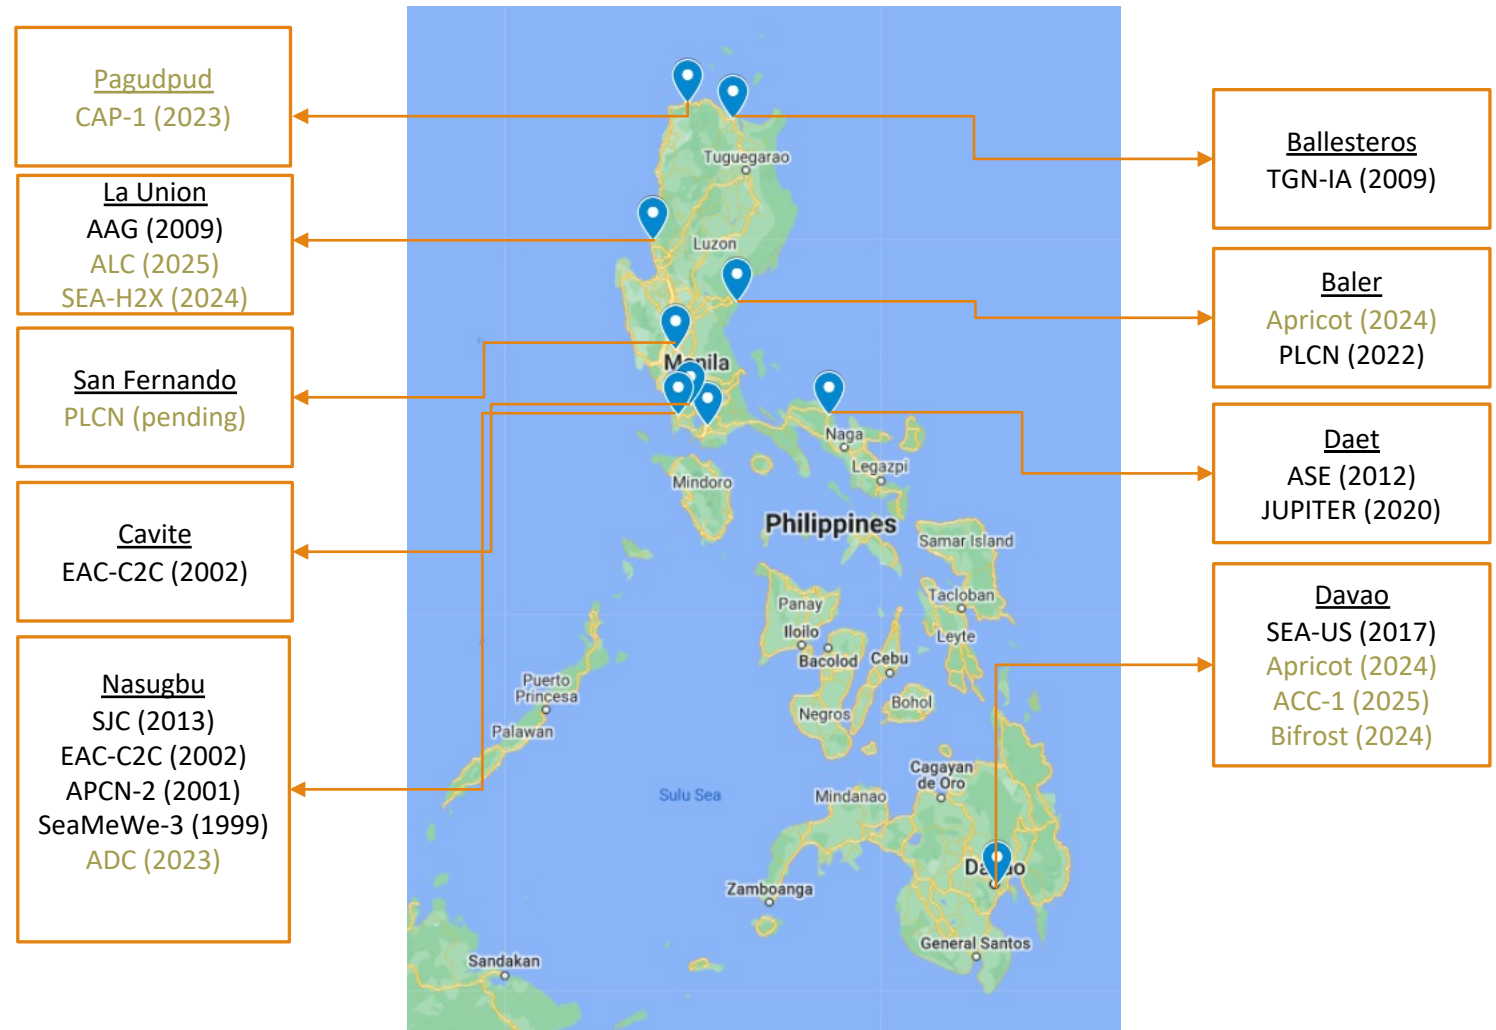 Pagudpud
CAP-1 (2023)
La Union
AAG (2009)
ALC (2025)
SEA-H2X (2024)
San Fernando
PLCN (pending)
Cavite
EAC-C2C (2002)
Nasugbu
SJC (2013)
EAC-C2C (2002)
APCN-2 (2001)
SeaMeWe-3 (1999)
ADC (2023)
Tuguegarao
Luzon
Manila
Naga
Legazpi
Mindoro
Philippines
Samar Island
Tacloban
Panay
Iloilo
Leyte
Bacolod
Cebu
Puerto
Princesa
Bohol
Negros
Palawan
Cagayan
de Oro
Sulu Sea
Mindanao
Davao
Zamboanga
General Santos
Sandakan
Ballesteros
TGN-IA (2009)
Baler
Apricot (2024)
PLCN (2022)
Daet
ASE (2012)
JUPITER (2020)
Davao
SEA-US (2017)
Apricot (2024)
ACC-1 (2025)
Bifrost (2024)